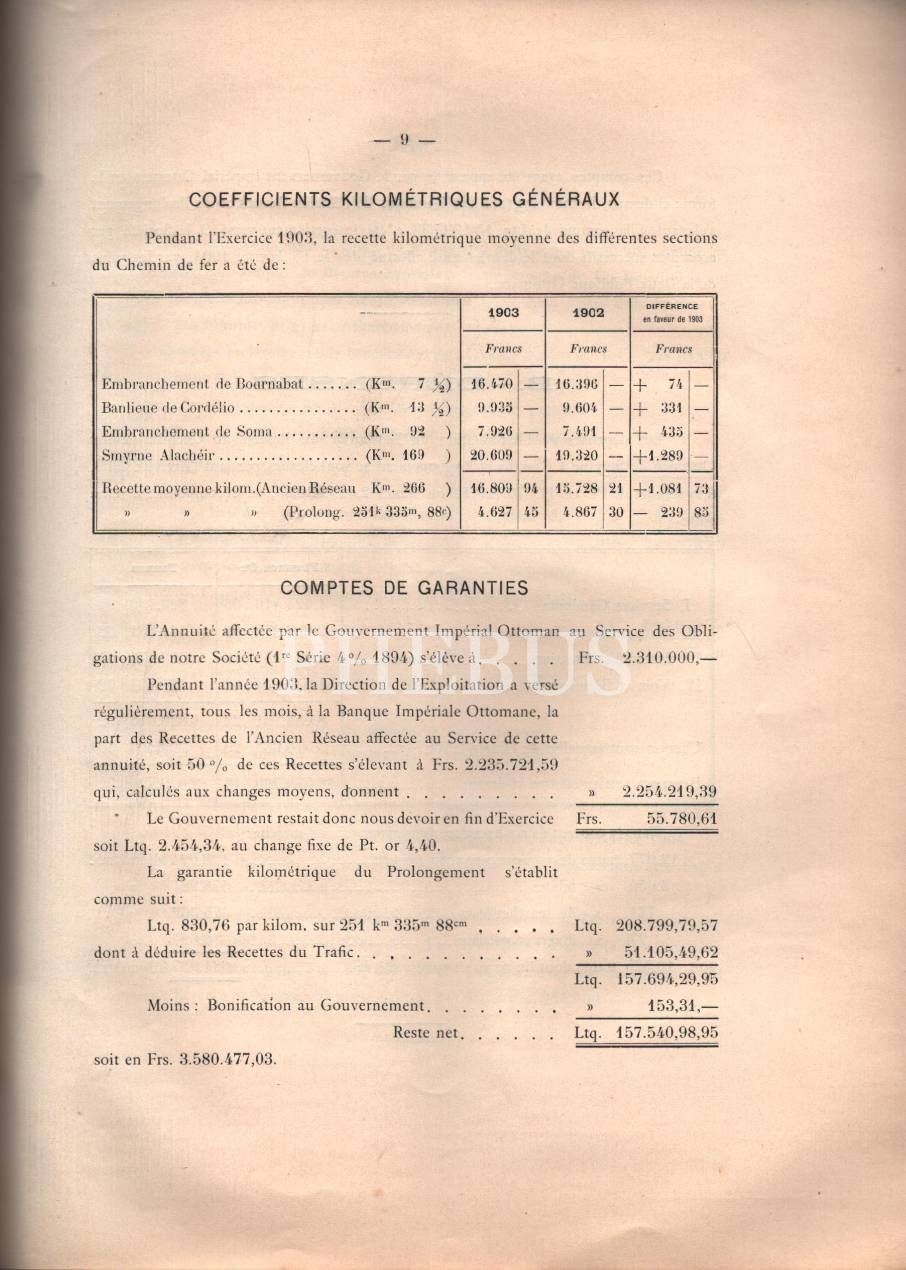 — 9 —
COEFFICIENTS KILOMÉTRIQUES GÉNÉRAUX
Pendant l'Exercice 1903, la recette kilométrique moyenne des différentes sections
du Chemin de fer a été de :
1903 1902 DIFFÉRENCE
en faveur de 1903
Francs Francs Francs
Embranchement de Bournabat ....... (Km. 7 ½) 16.470 — 16.396 — + 74 —
Banlieue de Cordélio ................ (Km. 13 ½) 9.935 — 9.604 — + 331 —
Embranchement de Soma ........... (Km. 92 ) 7.926 — 7.491 — + 435 —
Smyrne Alachéir ................... (Km. 169 ) 20.609 — 19.320 — +1.289 —
Recette moyenne kilom. (Ancien Réseau Km. 266 ) 16.809 94 15.728 21 +1.081 73
» » » (Prolong. 251k 335m, 88c) 4.627 45 4.867 30 — 239 85
COMPTES DE GARANTIES
L'Annuité affectée par le Gouvernement Impérial Ottoman au Service des Obli-
gations de notre Société (1re Série 4% 1894) s'élève à. . . . . Frs. 2.310.000,—
Pendant l'année 1903, la Direction de l'Exploitation a versé
régulièrement, tous les mois, à la Banque Impériale Ottomane, la
part des Recettes de l'Ancien Réseau affectée au Service de cette
annuité, soit 50 % de ces Recettes s'élevant à Frs. 2.235.721,59
qui, calculés aux changes moyens, donnent . . . . . . . . . » 2.254.219,39
Le Gouvernement restait donc nous devoir en fin d'Exercice Frs. 55.780,61
soit Ltq. 2.454,34, au change fixe de Pt. or 4,40.
La garantie kilométrique du Prolongement s'établit
comme suit :
Ltq. 830,76 par kilom. sur 251 km 335m 88cm . . . . . Ltq. 208.799,79,57
dont à déduire les Recettes du Trafic. . . . . . . . . . . . » 51.105,49,62
Ltq. 157.694,29,95
Moins : Bonification au Gouvernement. . . . . . . . » 153,31,—
Reste net. . . . . . Ltq. 157.540,98,95
soit en Frs. 3.580.477,03.
PHEBUS